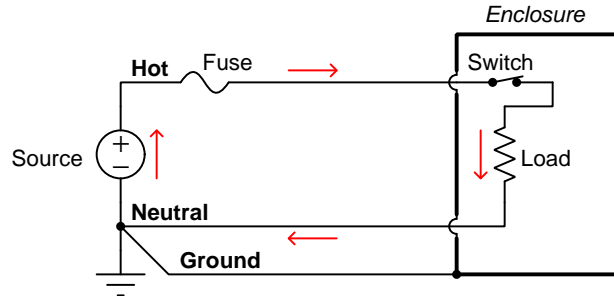 Enclosure
Hot
Fuse
Switch
Source
+
−
Load
Neutral
Ground